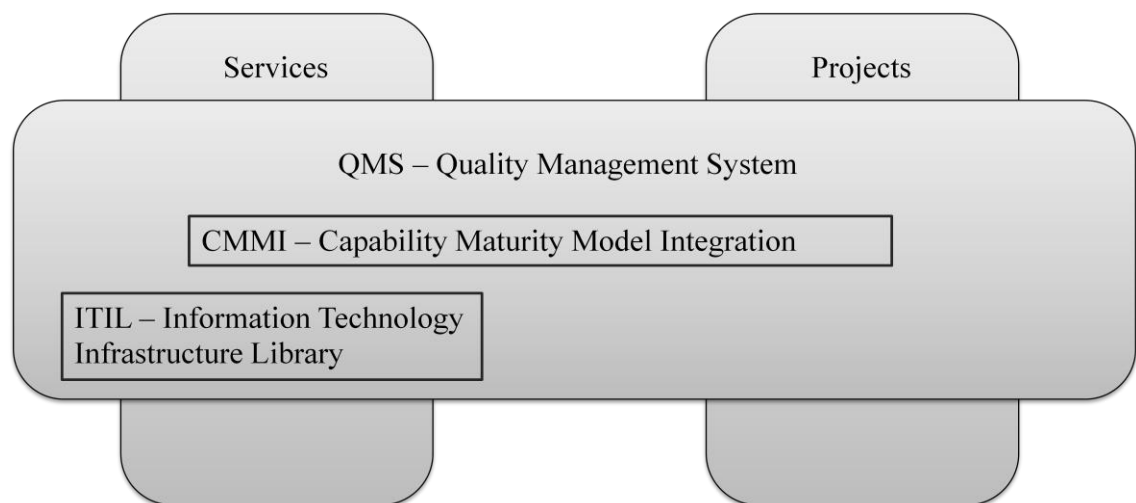 Services
Projects
QMS – Quality Management System
CMMI – Capability Maturity Model Integration
ITIL – Information Technology
Infrastructure Library